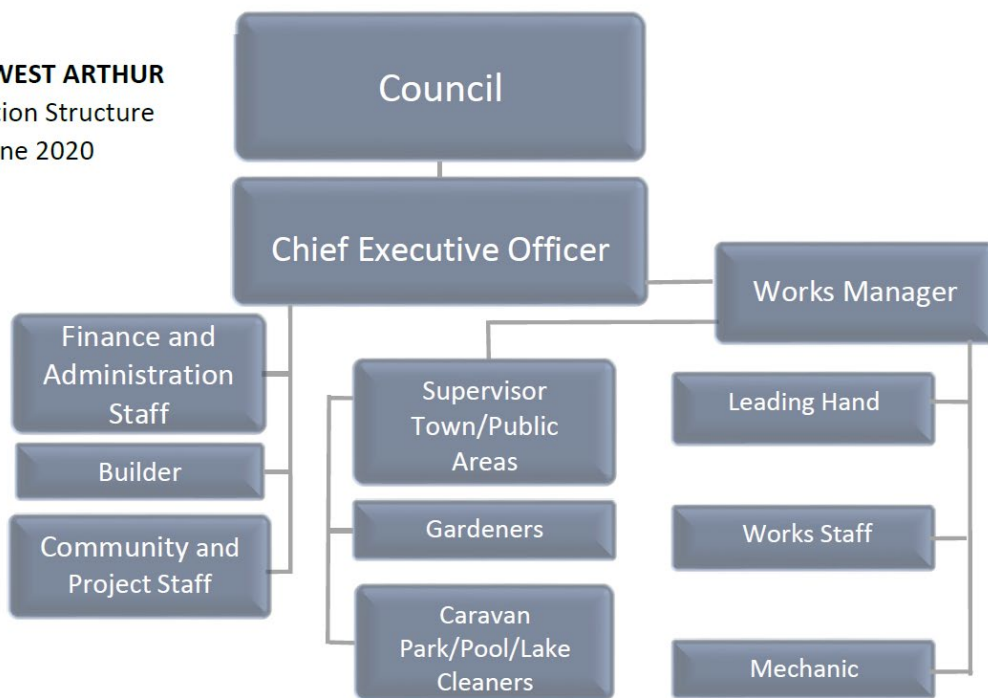 WEST ARTHUR
tion Structure
ne 2020
Council
Chief Executive Officer
Works Manager
Finance and
Administration
Staff
Builder
Community and
Project Staff
Supervisor
Town/Public
Areas
Gardeners
Caravan
Park/Pool/Lake
Cleaners
Leading Hand
Works Staff
Mechanic